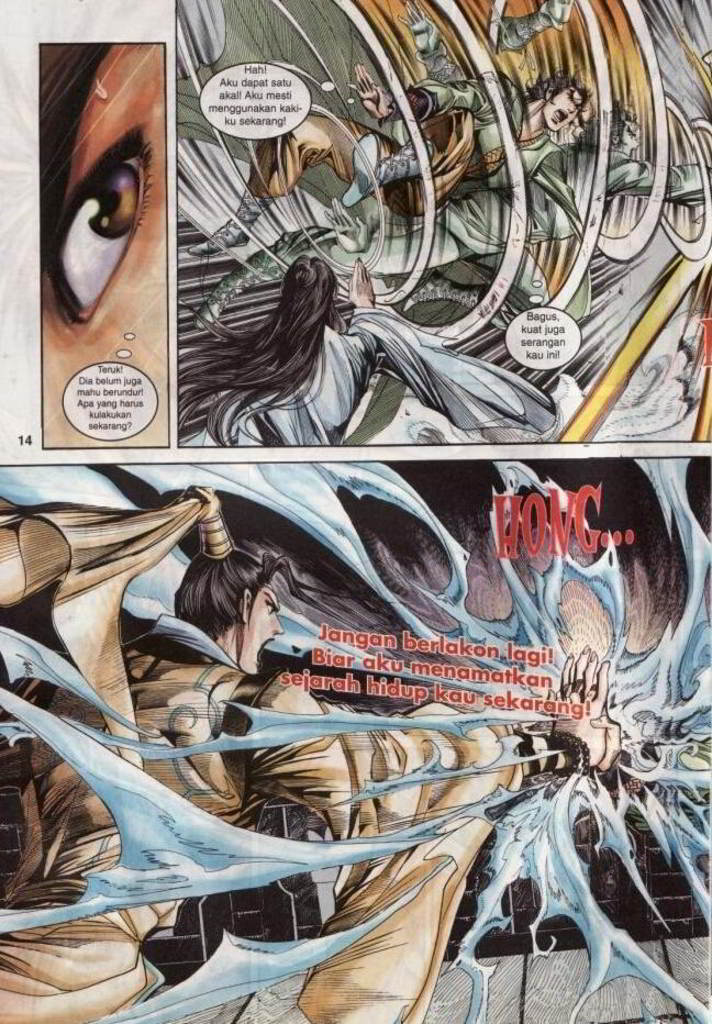 Hah!
Aku dapat satu
akal! Aku mesti
menggunakan kaki-
ku sekarang!
Bagus,
kuat juga
serangan
kau ini!
Teruk!
Dia belum juga
mahu berundur!
Apa yang harus
kulakukan
sekarang?
14
HONG...
Jangan berlakon lagi!
Biar aku menamatkan
sejarah hidup kau sekarang!